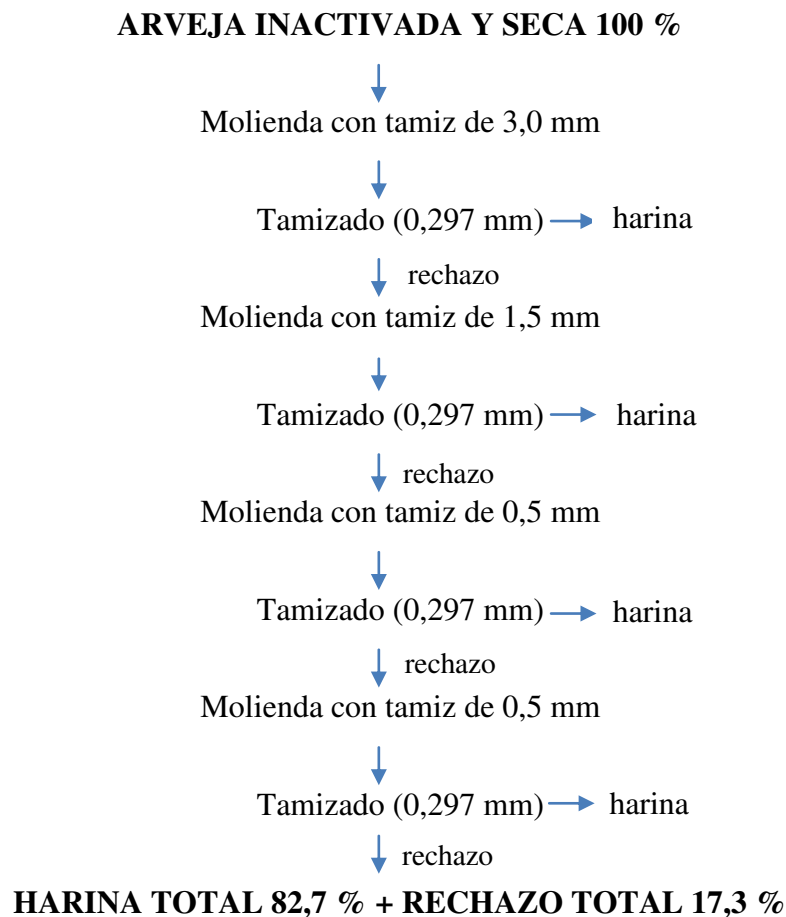 ARVEJA INACTIVADA Y SECA 100 %
Molienda con tamiz de 3,0 mm
Tamizado (0,297 mm) harina
rechazo
Molienda con tamiz de 1,5 mm
Tamizado (0,297 mm) harina
rechazo
Molienda con tamiz de 0,5 mm
Tamizado (0,297 mm) harina
rechazo
Molienda con tamiz de 0,5 mm
Tamizado (0,297 mm) harina
rechazo
HARINA TOTAL 82,7 % + RECHAZO TOTAL 17,3 %